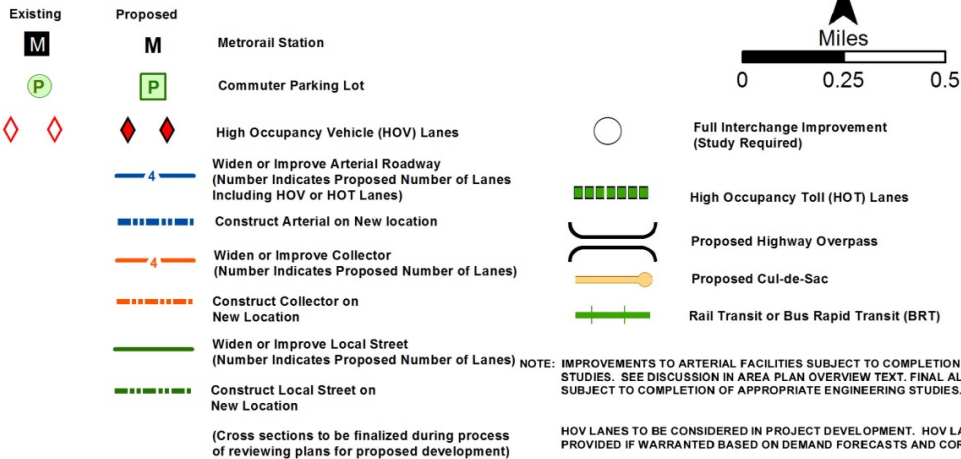 Existing
Proposed
M
M
Metrorail Station
P
P
Commuter Parking Lot
High Occupancy Vehicle (HOV) Lanes
4
Widen or Improve Arterial Roadway
(Number Indicates Proposed Number of Lanes
Including HOV or HOT Lanes)
Construct Arterial on New location
4
Widen or Improve Collector
(Number Indicates Proposed Number of Lanes)
Construct Collector on
New Location
Widen or Improve Local Street
(Number Indicates Proposed Number of Lanes)
Construct Local Street on
New Location
(Cross sections to be finalized during process
of reviewing plans for proposed development)
Miles
0 0.25 0.5
Full Interchange Improvement
(Study Required)
High Occupancy Toll (HOT) Lanes
Proposed Highway Overpass
Proposed Cul-de-Sac
Rail Transit or Bus Rapid Transit (BRT)
NOTE: IMPROVEMENTS TO ARTERIAL FACILITIES SUBJECT TO COMPLETION
STUDIES. SEE DISCUSSION IN AREA PLAN OVERVIEW TEXT. FINAL AL
SUBJECT TO COMPLETION OF APPROPRIATE ENGINEERING STUDIES.
HOV LANES TO BE CONSIDERED IN PROJECT DEVELOPMENT. HOV LA
PROVIDED IF WARRANTED BASED ON DEMAND FORECASTS AND COR